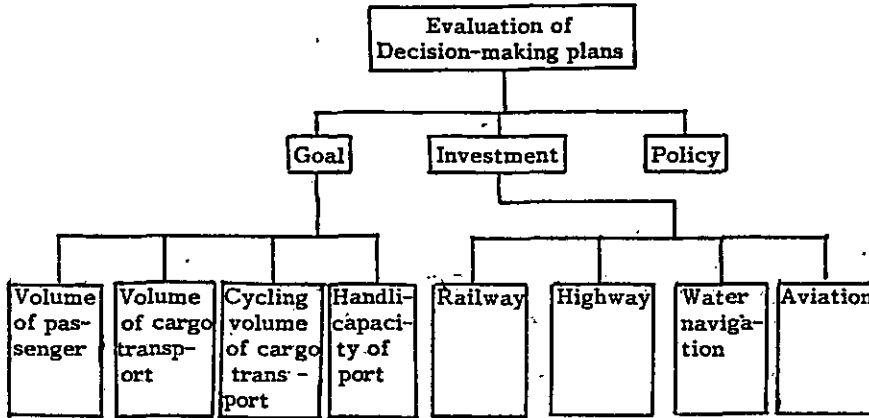 Evaluation of
Decision-making plans
Goal
Investment
Policy
Volume
of pas-
senger
Volume
of cargo
transp-
ort
Cycling
volume
of cargo
trans-
port
Handli-
capaci-
ty of
port
Railway
Highway
Water
naviga-
tion
Aviation